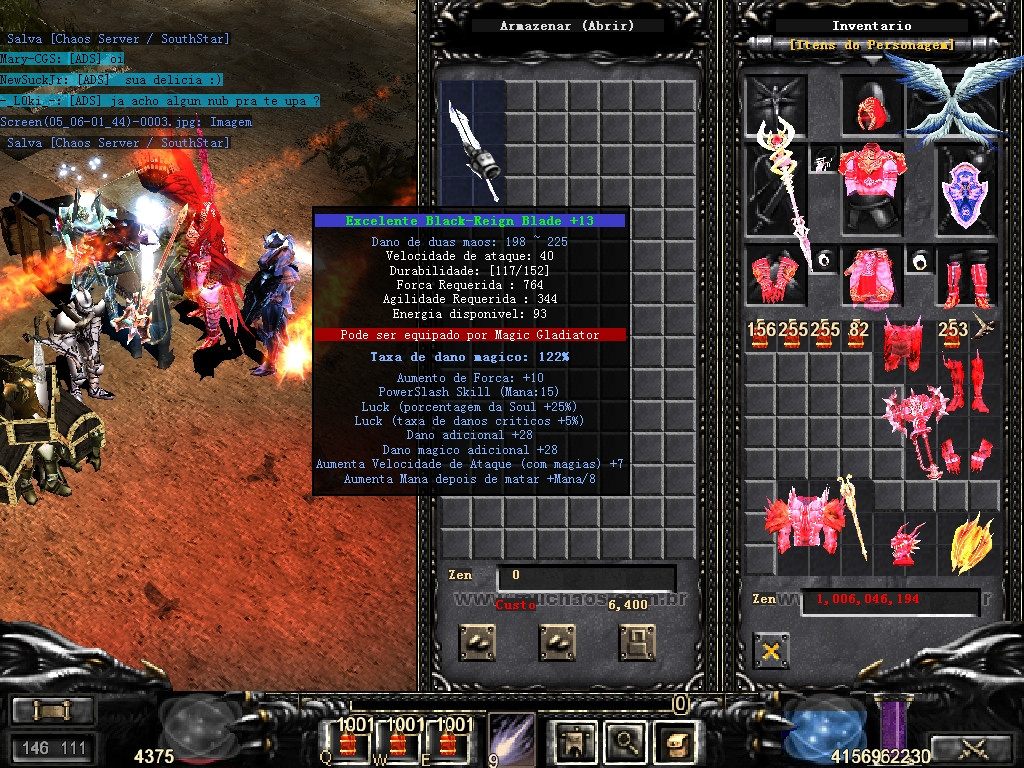 Salva [Chaos Server / SouthStar]
Mary-CGS: [ADS] oi
NewSuckJr: [ADS] sua delicia :)
-_L0ki_-: [ADS] ja acho algun nub pra te upa ?
Screen(05_06-01_44)-0003.jpg: Imagem
Salva [Chaos Server / SouthStar]
Armazenar (Abrir)
Excelente Black-Reign Blade +13
Dano de duas maos: 198 ~ 225
Velocidade de ataque: 40
Durabilidade: [117/152]
Forca Requerida : 764
Agilidade Requerida : 344
Energia disponivel: 93
Pode ser equipado por Magic Gladiator
Taxa de dano magico: 122%
Aumento de Forca: +10
PowerSlash Skill (Mana:15)
Luck (porcentagem da Soul +25%)
Luck (taxa de danos criticos +5%)
Dano adicional +28
Dano magico adicional +28
Aumenta Velocidade de Ataque (com magias) +7
Aumenta Mana depois de matar +Mana/8
Zen 0
Custo 6,400
Inventario
[Itens do Personagem]
156 255 255 82 253
Zen 1,006,046,194
146 111
4375
1001 1001 1001
Q W E
9
0
4156962230